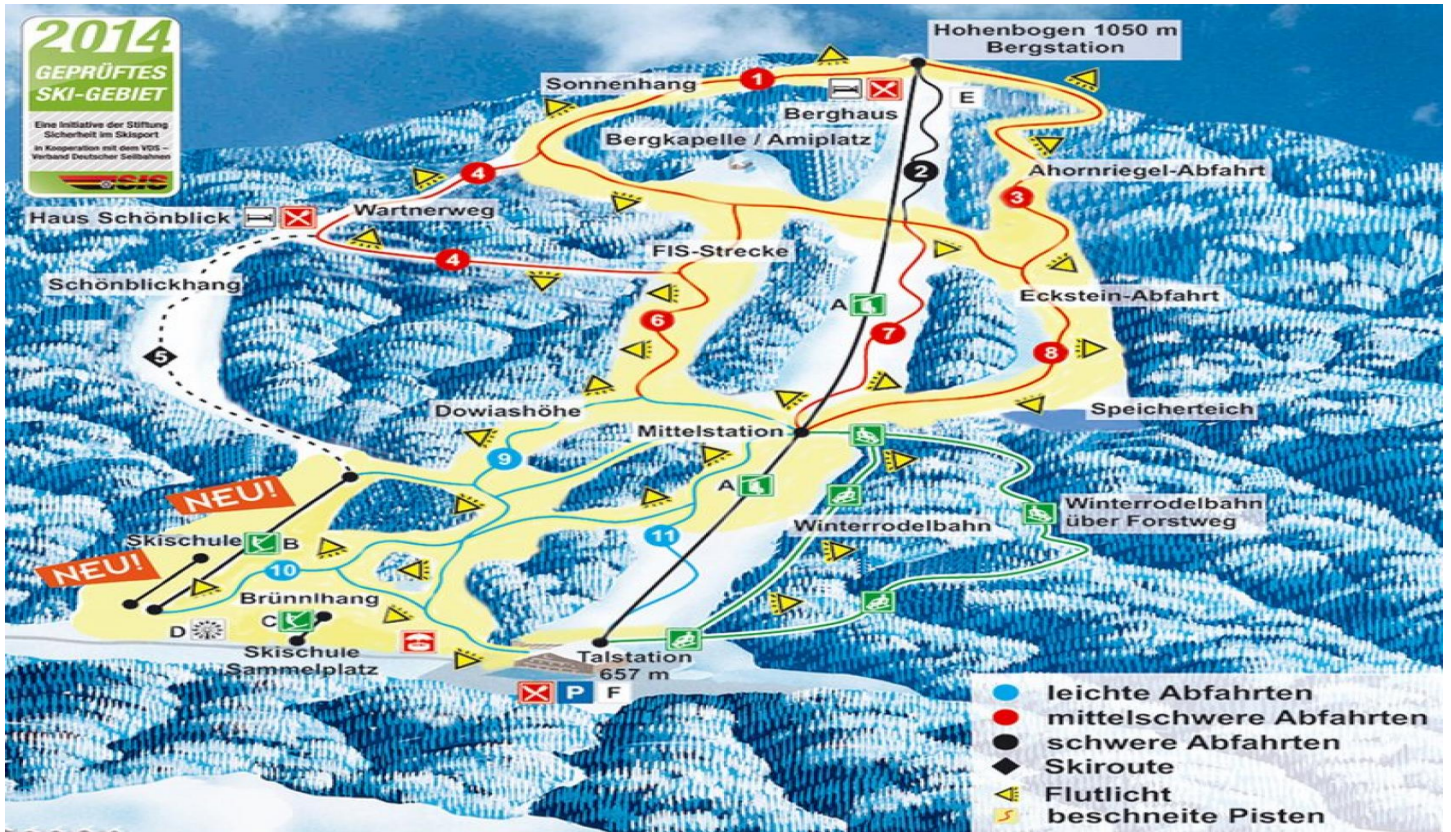 2014
GEPRÜFTES
SKI-GEBIET
Eine Initiative der Stiftung
Sicherheit im Skisport
in Kooperation mit dem VDS –
Verband Deutscher Seilbahnen
SIS
Hohenbogen 1050 m
Bergstation
Sonnenhang
1
Berghaus
E
Bergkapelle / Amiplatz
2
4
Ahornriegel-Abfahrt
3
Haus Schönblick
Wartnerweg
FIS-Strecke
4
Schönblickhang
Eckstein-Abfahrt
A
6
7
8
5
Dowiashöhe
Speicherteich
Mittelstation
9
NEU!
A
Winterrodelbahn
Winterrodelbahn
über Forstweg
Skischule
B
11
NEU!
10
Brünnlhang
C
D
Skischule
Sammelplatz
Talstation
657 m
P
F
leichte Abfahrten
mittelschwere Abfahrten
schwere Abfahrten
Skiroute
Flutlicht
beschneite Pisten